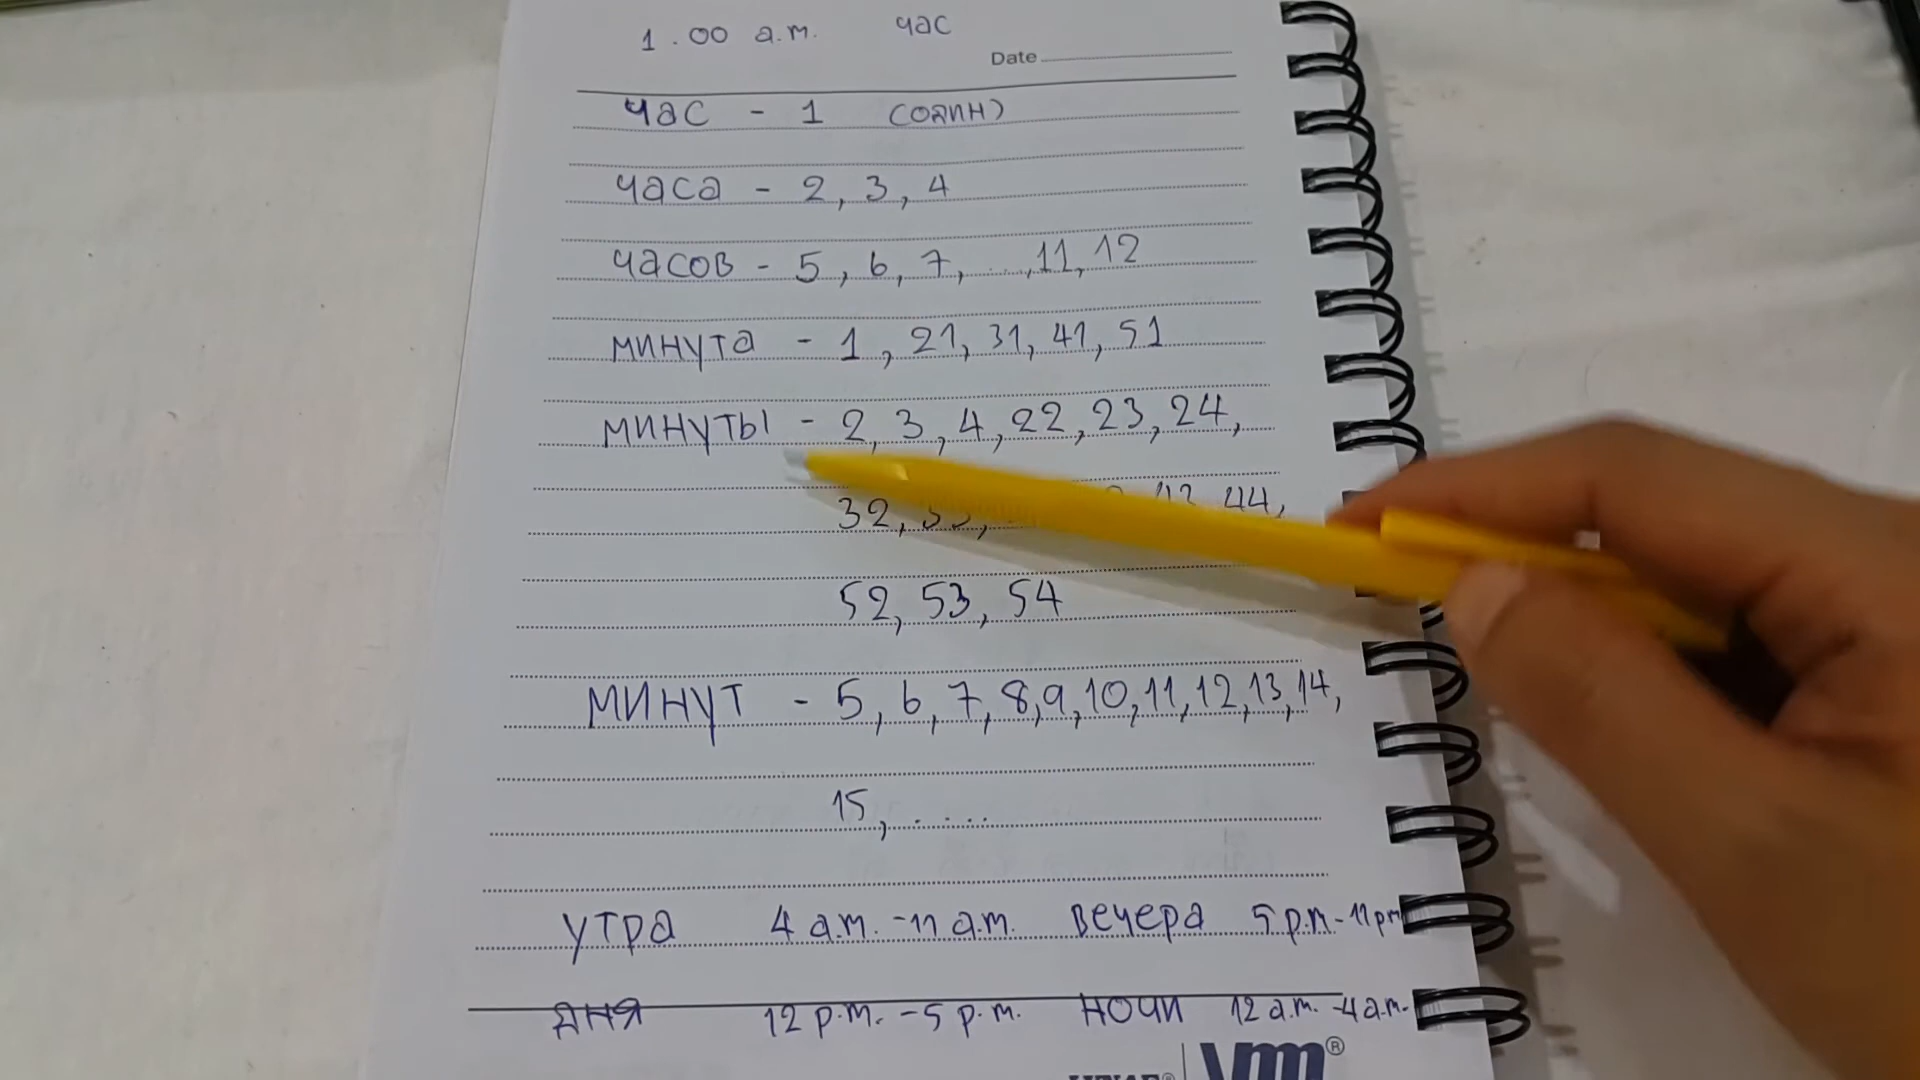 1.00 a.m. час
Date
час - 1 (один)
часа - 2, 3, 4
часов - 5, 6, 7, ...., 11, 12
минута - 1, 21, 31, 41, 51
минуты - 2, 3, 4, 22, 23, 24,
32, 44,
52, 53, 54
минут - 5, 6, 7, 8, 9, 10, 11, 12, 13, 14,
15, .....
утра 4 a.m. - 11 a.m. вечера 5 p.m. - 11 pm
дня 12 p.m. - 5 p.m. ночи 12 a.m. - 4 a.m.